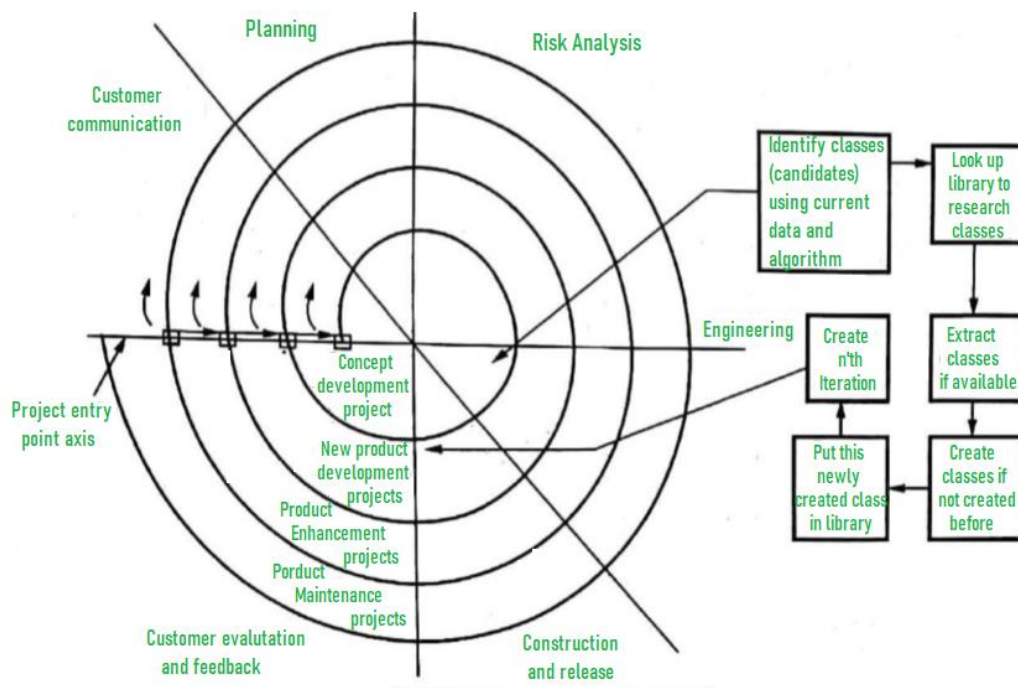 Planning
Risk Analysis
Customer
communication
Identify classes
(candidates)
using current
data and
algorithm
Look up
library to
research
classes
Engineering
Create
n'th
Iteration
Extract
classes
if available
Concept
development
project
Project entry
point axis
New product
development
projects
Put this
newly
created class
in library
Create
classes if
not created
before
Product
Enhancement
projects
Porduct
Maintenance
projects
Customer evalutation
and feedback
Construction
and release